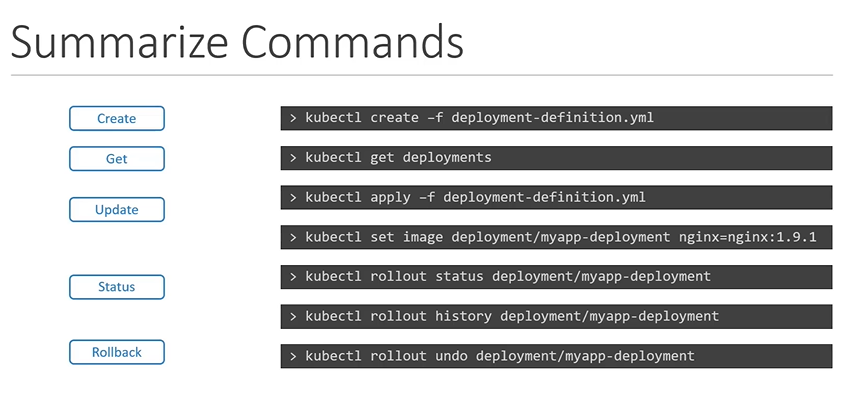 Summarize Commands
Create
> kubectl create –f deployment-definition.yml
Get
> kubectl get deployments
Update
> kubectl apply –f deployment-definition.yml
> kubectl set image deployment/myapp-deployment nginx=nginx:1.9.1
Status
> kubectl rollout status deployment/myapp-deployment
> kubectl rollout history deployment/myapp-deployment
Rollback
> kubectl rollout undo deployment/myapp-deployment